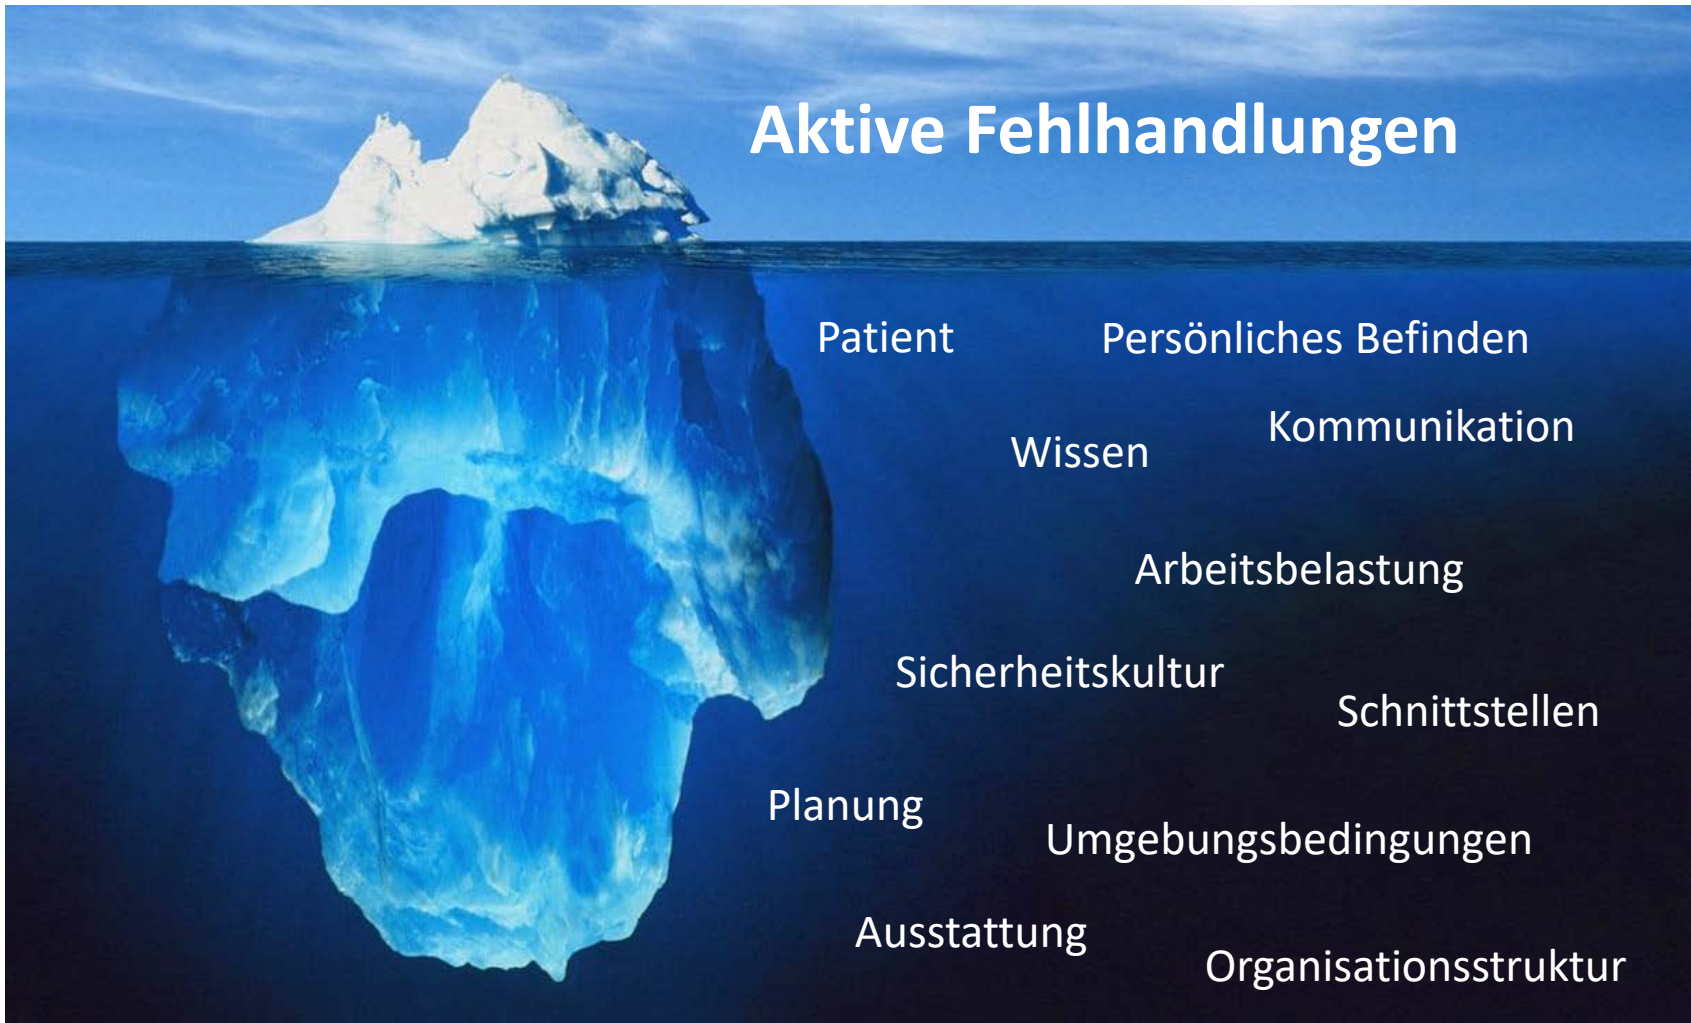 Aktive Fehlhandlungen
Patient
Persönliches Befinden
Kommunikation
Wissen
Arbeitsbelastung
Sicherheitskultur
Schnittstellen
Planung
Umgebungsbedingungen
Ausstattung
Organisationsstruktur